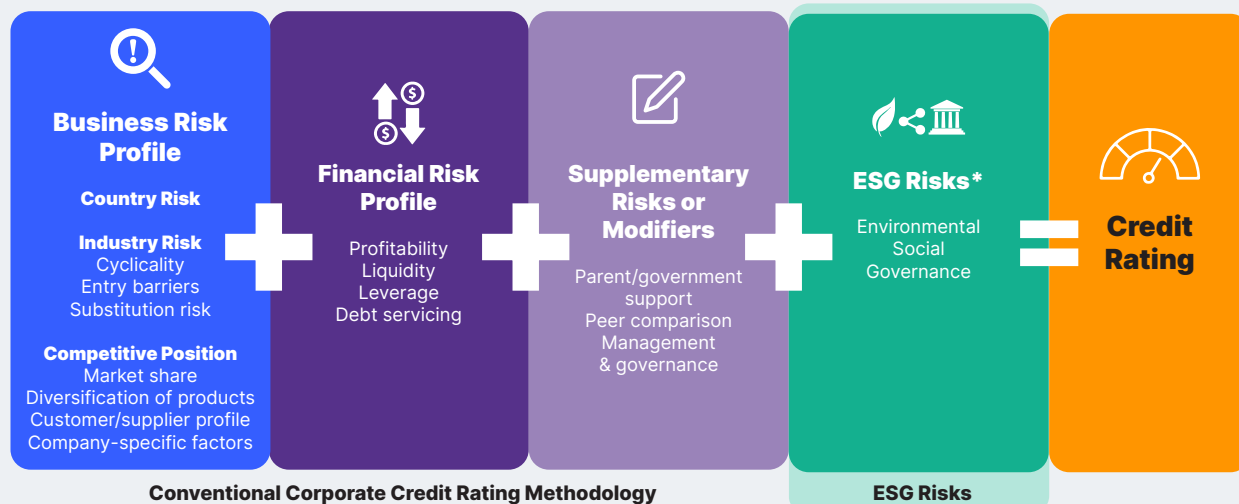 Business Risk
Profile
Country Risk
Industry Risk
Cyclicality
Entry barriers
Substitution risk
Competitive Position
Market share
Diversification of products
Customer/supplier profile
Company-specific factors
Financial Risk
Profile
Profitability
Liquidity
Leverage
Debt servicing
Supplementary
Risks or
Modifiers
Parent/government
support
Peer comparison
Management
& governance
ESG Risks*
Environmental
Social
Governance
Credit
Rating
Conventional Corporate Credit Rating Methodology
ESG Risks